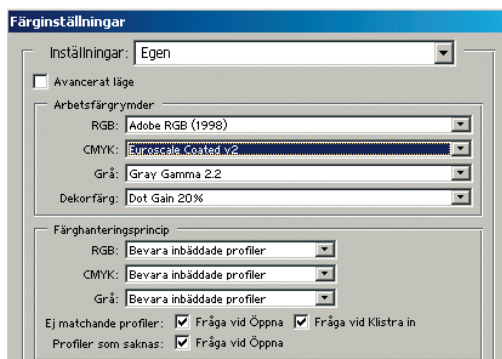 Färginställningar
Inställningar: Egen
Avancerat läge
Arbetsfärgrymder
RGB: Adobe RGB (1998)
CMYK: Euroscale Coated v2
Grå: Gray Gamma 2.2
Dekorfärg: Dot Gain 20%
Färghanteringsprincip
RGB: Bevara inbäddade profiler
CMYK: Bevara inbäddade profiler
Grå: Bevara inbäddade profiler
Ej matchande profiler: Fråga vid Öppna Fråga vid Klistra in
Profiler som saknas: Fråga vid Öppna